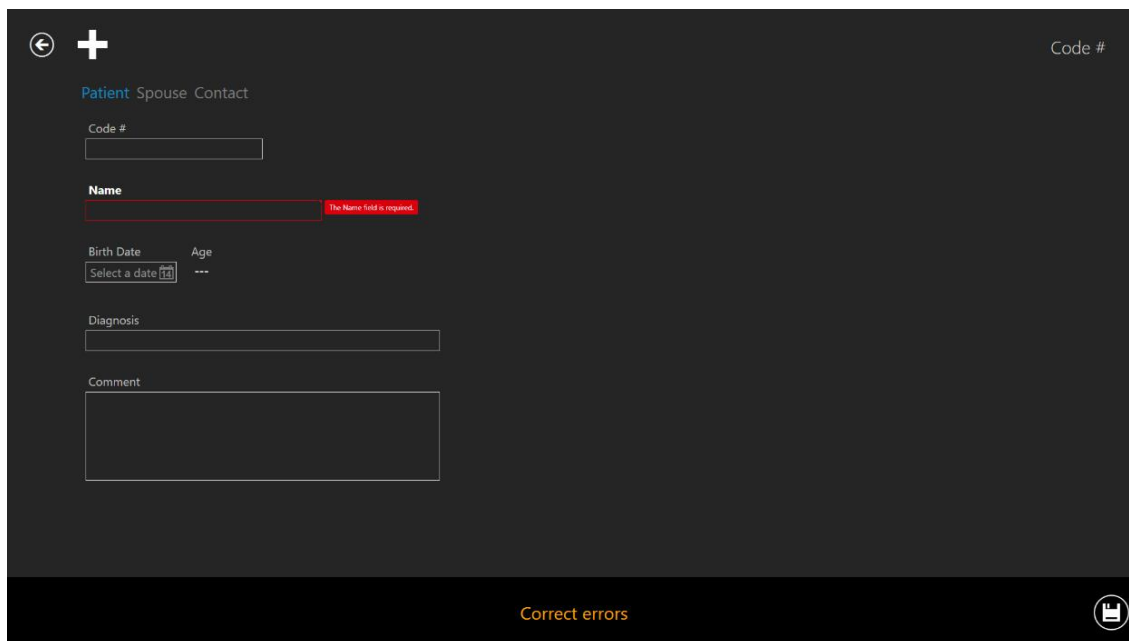 Code #
Patient Spouse Contact
Code #
Name
The Name field is required.
Birth Date Age
Select a date 14 ---
Diagnosis
Comment
Correct errors